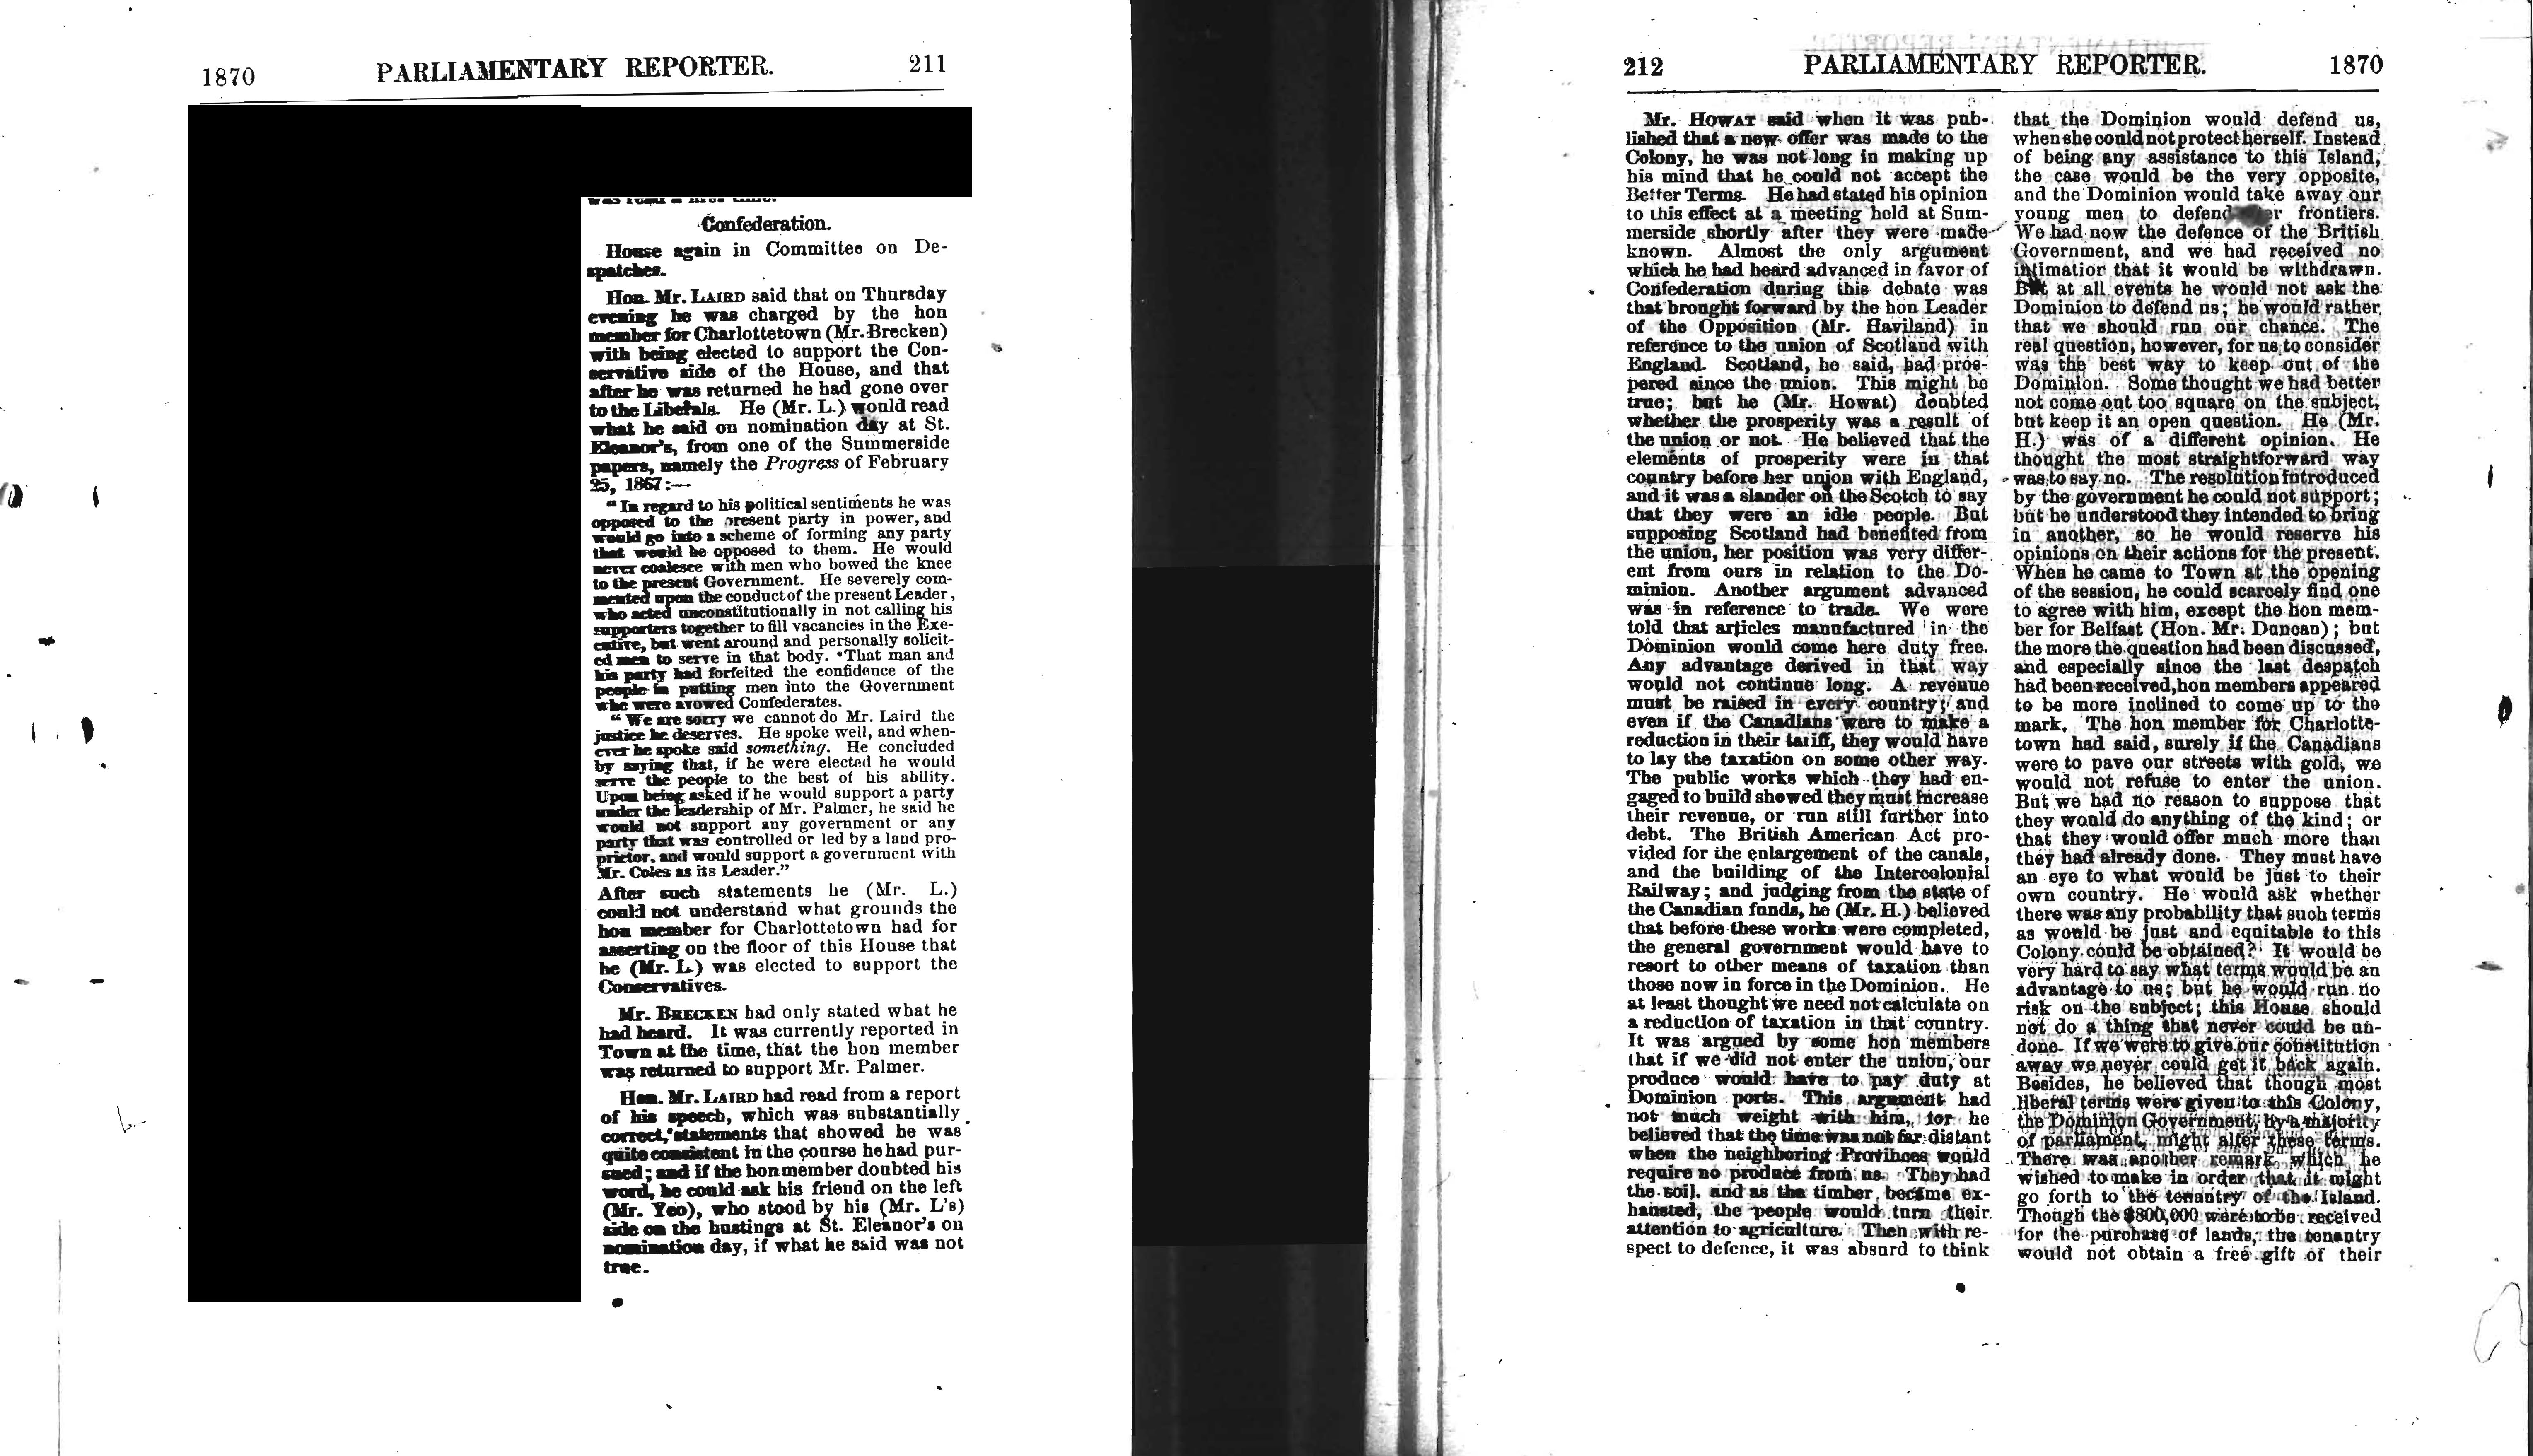 1870 PARLIAMENTARY REPORTER. 211
Confederation.
House again in Committee on De-
spatches.
Hon. Mr. LAIRD said that on Thursday
evening he was charged by the hon
member for Charlottetown (Mr. Brecken)
with being elected to support the Con-
servative side of the House, and that
after he was returned he had gone over
to the Liberals. He (Mr. L.) would read
what he said on nomination day at St.
Eleanor's, from one of the Summerside
papers, namely the Progress of February
25, 1867:—
"In regard to his political sentiments he was
opposed to the present party in power, and
would go into a scheme of forming any party
that would be opposed to them. He would
never coalesce with men who bowed the knee
to the present Government. He severely com-
mented upon the conduct of the present Leader,
who acted unconstitutionally in not calling his
supporters together to fill vacancies in the Exe-
cutive, but went around and personally solicit-
ed men to serve in that body. That man and
his party had forfeited the confidence of the
people in putting men into the Government
who were avowed Confederates.
"We are sorry we cannot do Mr. Laird the
justice he deserves. He spoke well, and when-
ever he spoke said something. He concluded
by saying that, if he were elected he would
serve the people to the best of his ability.
Upon being asked if he would support a party
under the leadership of Mr. Palmer, he said he
would not support any government or any
party that was controlled or led by a land pro-
prietor, and would support a government with
Mr. Coles as its Leader."
After such statements he (Mr. L.)
could not understand what grounds the
hon member for Charlottetown had for
asserting on the floor of this House that
he (Mr. L.) was elected to support the
Conservatives.
Mr. BRECKEN had only stated what he
had heard. It was currently reported in
Town at the time, that the hon member
was returned to support Mr. Palmer.
Hon. Mr. LAIRD had read from a report
of his speech, which was substantially
correct, statements that showed he was
quite consistent in the course he had pur-
sued; and if the hon member doubted his
word, he could ask his friend on the left
(Mr. Yeo), who stood by his (Mr. L's)
side on the hustings at St. Eleanor's on
nomination day, if what he said was not
true.
212 PARLIAMENTARY REPORTER. 1870
Mr. HOWAT said when it was pub-
lished that a new offer was made to the
Colony, he was not long in making up
his mind that he could not accept the
Better Terms. He had stated his opinion
to this effect at a meeting held at Sum-
merside shortly after they were made
known. Almost the only argument
which he had heard advanced in favor of
Confederation during this debate was
that brought forward by the hon Leader
of the Opposition (Mr. Haviland) in
reference to the union of Scotland with
England. Scotland, he said, had pros-
pered since the union. This might be
true; but he (Mr. Howat) doubted
whether the prosperity was a result of
the union or not. He believed that the
elements of prosperity were in that
country before her union with England,
and it was a slander on the Scotch to say
that they were an idle people. But
supposing Scotland had benefited from
the union, her position was very differ-
ent from ours in relation to the Do-
minion. Another argument advanced
was in reference to trade. We were
told that articles manufactured in the
Dominion would come here duty free.
Any advantage derived in that way
would not continue long. A revenue
must be raised in every country; and
even if the Canadians were to make a
reduction in their tariff, they would have
to lay the taxation on some other way.
The public works which they had en-
gaged to build showed they must increase
their revenue, or run still further into
debt. The British American Act pro-
vided for the enlargement of the canals,
and the building of the Intercolonial
Railway; and judging from the state of
the Canadian funds, he (Mr. H.) believed
that before these works were completed,
the general government would have to
resort to other means of taxation than
those now in force in the Dominion. He
at least thought we need not calculate on
a reduction of taxation in that country.
It was argued by some hon members
that if we did not enter the union, our
produce would have to pay duty at
Dominion ports. This argument had
not much weight with him, for he
believed that the time was not far distant
when the neighboring Provinces would
require no produce from us. They had
the soil, and as the timber became ex-
hausted, the people would turn their
attention to agriculture. Then with re-
spect to defence, it was absurd to think
that the Dominion would defend us,
when she could not protect herself. Instead
of being any assistance to this Island,
the case would be the very opposite,
and the Dominion would take away our
young men to defend frontiers.
We had now the defence of the British
Government, and we had received no
intimation that it would be withdrawn.
But at all events he would not ask the
Dominion to defend us; he would rather
that we should run our chance. The
real question, however, for us to consider
was the best way to keep out of the
Dominion. Some thought we had better
not come out too square on the subject,
but keep it an open question. He (Mr.
H.) was of a different opinion. He
thought the most straightforward way
was to say no. The resolution introduced
by the government he could not support;
but he understood they intended to bring
in another, so he would reserve his
opinions on their actions for the present.
When he came to Town at the opening
of the session, he could scarcely find one
to agree with him, except the hon mem-
ber for Belfast (Hon. Mr. Duncan); but
the more the question had been discussed,
and especially since the last despatch
had been received, hon members appeared
to be more inclined to come up to the
mark. The hon member for Charlotte-
town had said, surely if the Canadians
were to pave our streets with gold, we
would not refuse to enter the union.
But we had no reason to suppose that
they would do anything of the kind; or
that they would offer much more than
they had already done. They must have
an eye to what would be just to their
own country. He would ask whether
there was any probability that such terms
as would be just and equitable to this
Colony could be obtained? It would be
very hard to say what terms would be an
advantage to us; but he would run no
risk on the subject; this House should
not do a thing that never could be un-
done. If we were to give our constitution
away we never could get it back again.
Besides, he believed that though most
liberal terms were given to this Colony,
the Dominion Government, by a majority
of parliament, might alter these terms.
There was another remark which he
wished to make in order that it might
go forth to the tenantry of the Island.
Though the $800,000 were to be received
for the purchase of lands, the tenantry
would not obtain a free gift of their